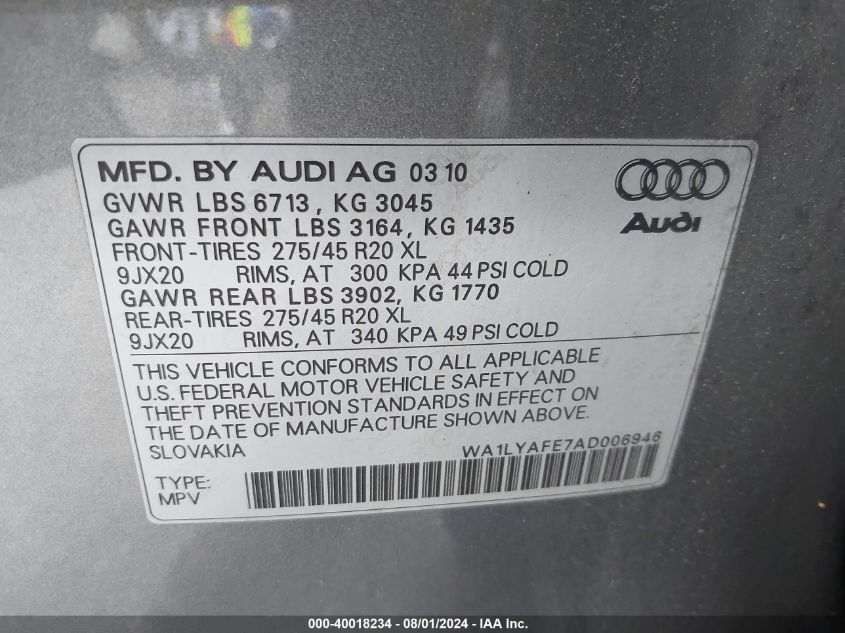 MFD. BY AUDI AG 03 10
GVWR LBS 6713, KG 3045
GAWR FRONT LBS 3164, KG 1435
FRONT-TIRES 275/45 R20 XL
9JX20 RIMS, AT 300 KPA 44 PSI COLD
GAWR REAR LBS 3902, KG 1770
REAR-TIRES 275/45 R20 XL
9JX20 RIMS, AT 340 KPA 49 PSI COLD
Audi
THIS VEHICLE CONFORMS TO ALL APPLICABLE
U.S. FEDERAL MOTOR VEHICLE SAFETY AND
THEFT PREVENTION STANDARDS IN EFFECT ON
THE DATE OF MANUFACTURE SHOWN ABOVE.
SLOVAKIA
WA1LYAFE7AD006946
TYPE:
MPV
000-40018234 - 08/01/2024 - IAA Inc.